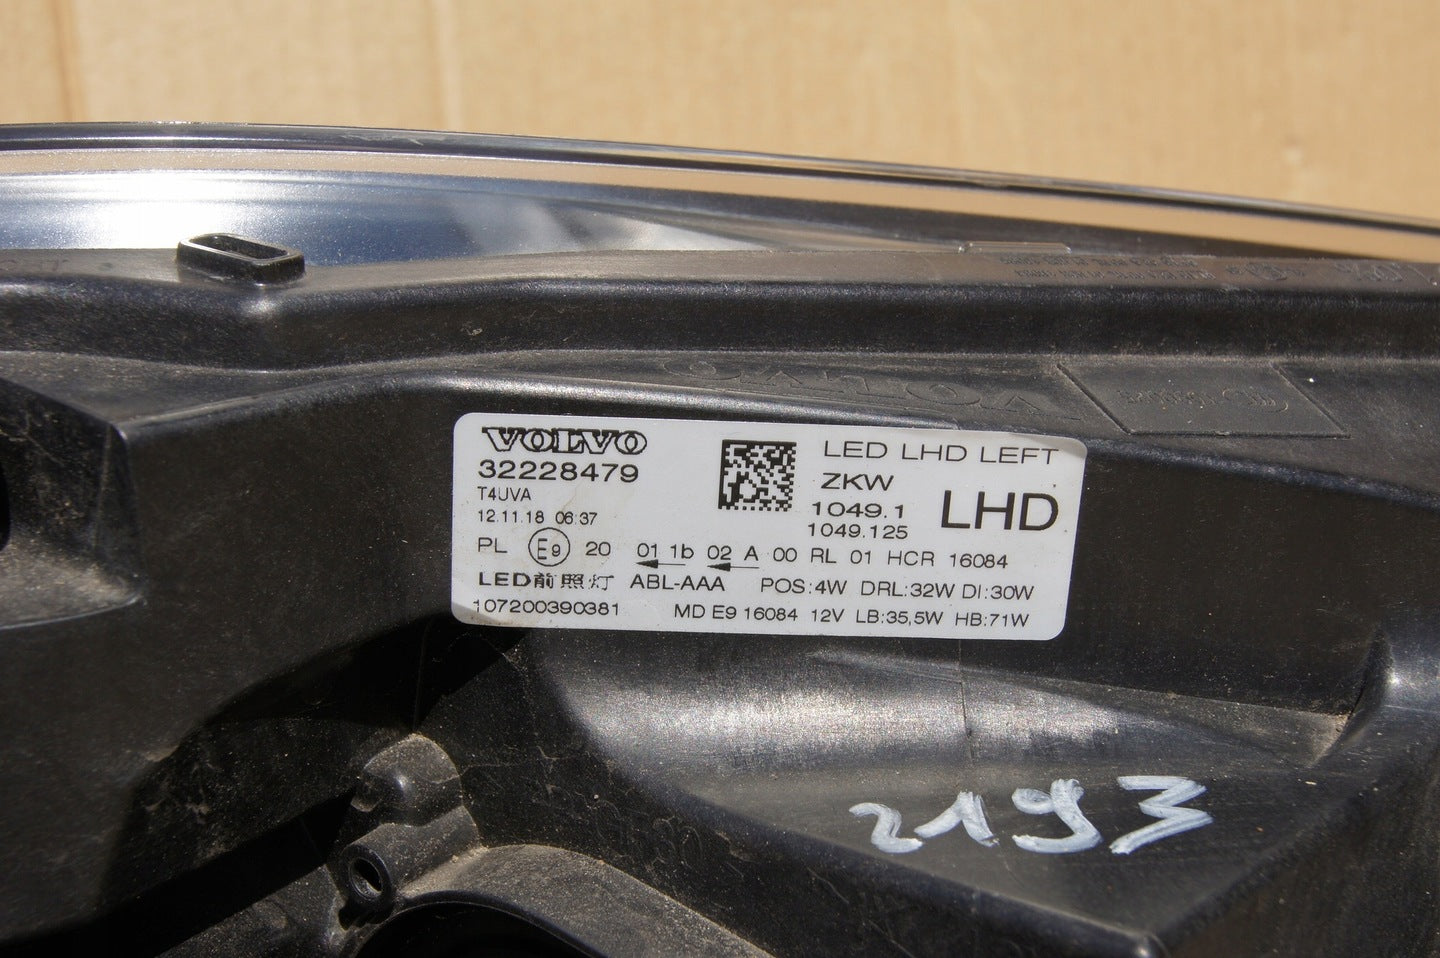 VOLVO
VOLVO
32228479
T4UVA
12.11.18 06:37
LED LHD LEFT
ZKW
1049.1
1049.125
LHD
PL E9 20 01 1b 02 A 00 RL 01 HCR 16084
LED前照灯 ABL-AAA POS:4W DRL:32W DI:30W
107200390381 MD E9 16084 12V LB:35,5W HB:71W
2193